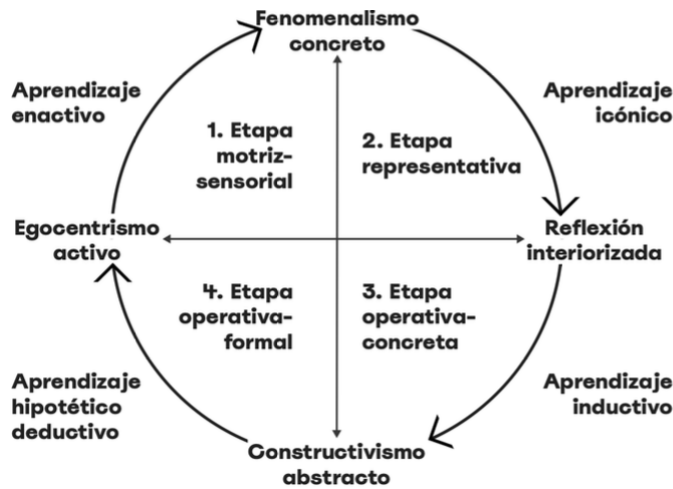 Fenomenalismo
concreto
Aprendizaje
enactivo
Aprendizaje
icónico
1. Etapa
motriz-
sensorial
2. Etapa
representativa
Egocentrismo
activo
Reflexión
interiorizada
4. Etapa
operativa-
formal
3. Etapa
operativa-
concreta
Aprendizaje
hipotético
deductivo
Aprendizaje
inductivo
Constructivismo
abstracto